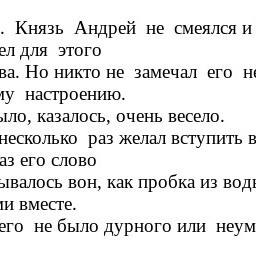 . Князь Андрей не смеялся и
ел для этого
ва. Но никто не замечал его не
му настроению.
ыло, казалось, очень весело.
несколько раз желал вступить в
аз его слово
ывалось вон, как пробка из воды
ии вместе.
его не было дурного или неум